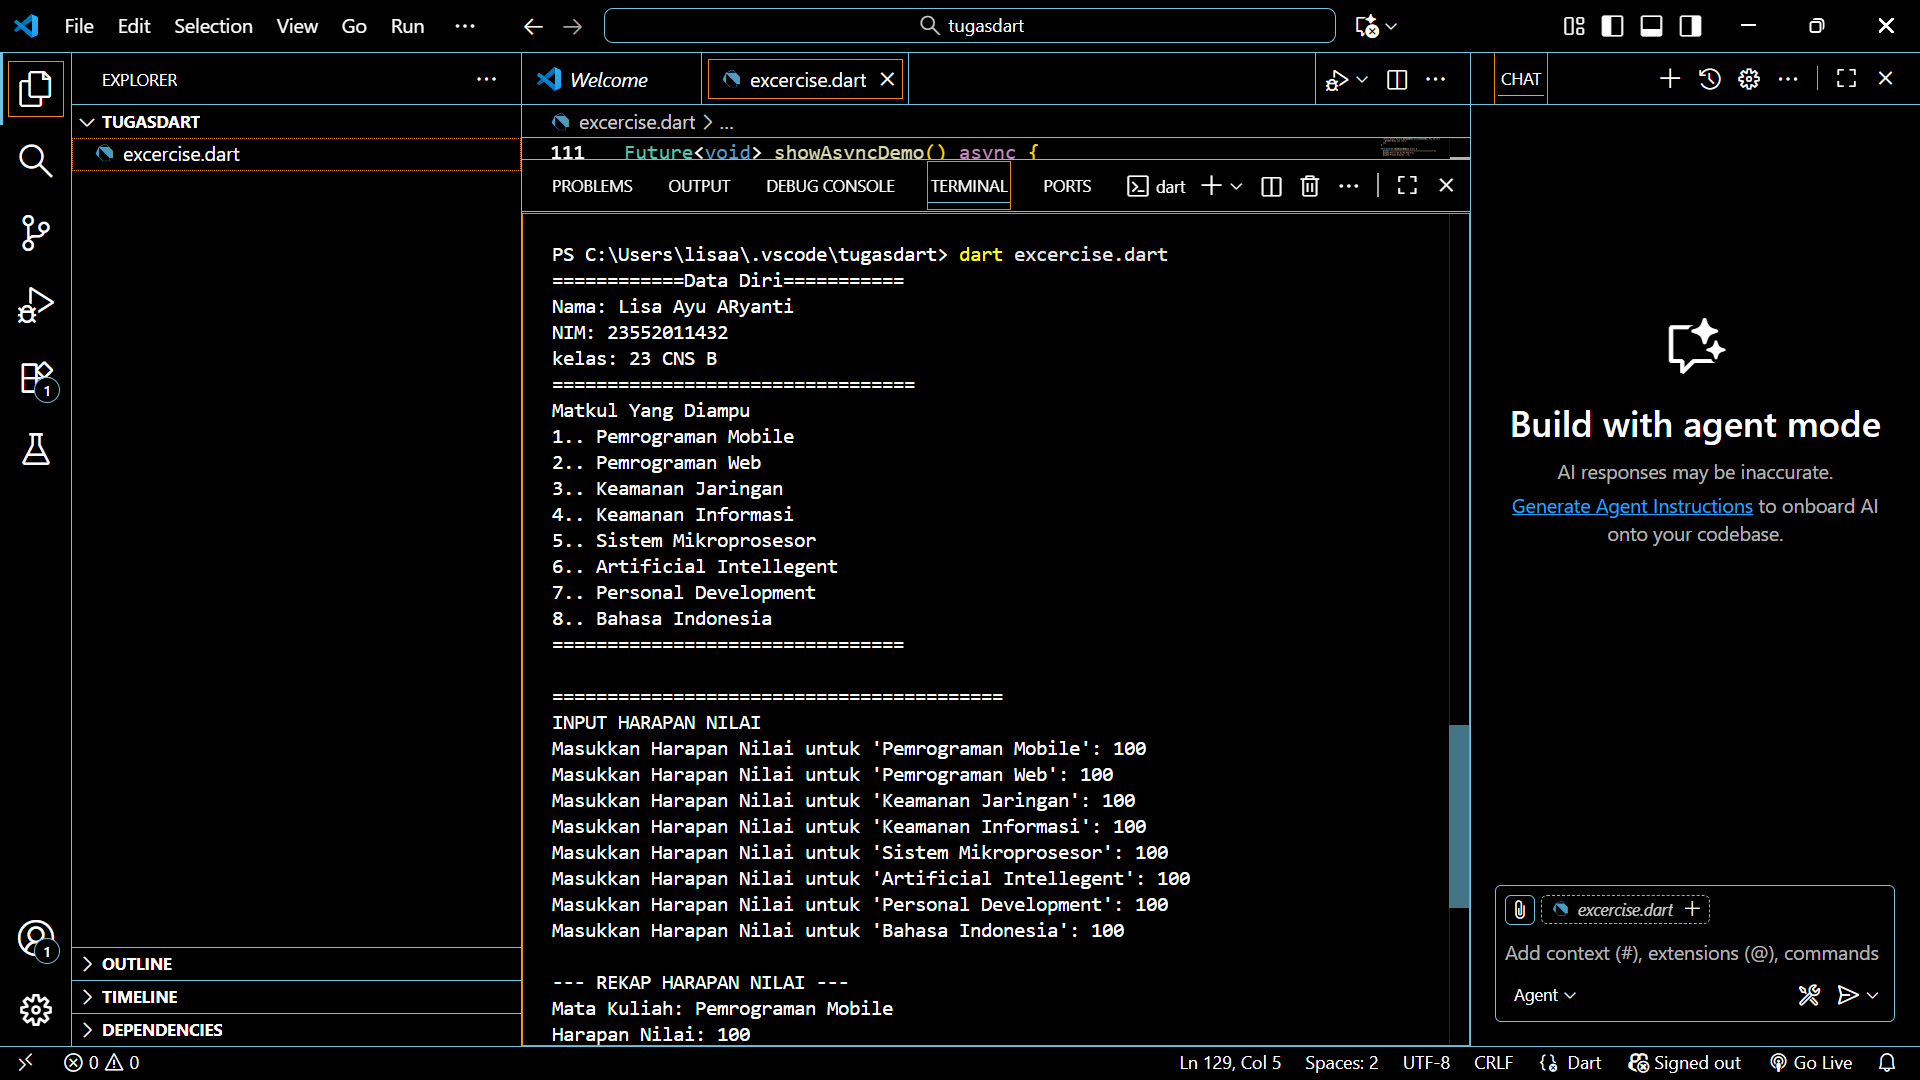 File Edit Selection View Go Run ··· tugasdart
EXPLORER
TUGASDART
excercise.dart
1
OUTLINE
TIMELINE
DEPENDENCIES
1
Welcome
excercise.dart
excercise.dart > ...
111 Future<void> showAsyncDemo() async {
PROBLEMS OUTPUT DEBUG CONSOLE TERMINAL PORTS dart
PS C:\Users\lisaa\.vscode\tugasdart> dart excercise.dart
============Data Diri===========
Nama: Lisa Ayu ARyanti
NIM: 23552011432
kelas: 23 CNS B
=================================
Matkul Yang Diampu
1.. Pemrograman Mobile
2.. Pemrograman Web
3.. Keamanan Jaringan
4.. Keamanan Informasi
5.. Sistem Mikroprosesor
6.. Artificial Intellegent
7.. Personal Development
8.. Bahasa Indonesia
================================
=========================================
INPUT HARAPAN NILAI
Masukkan Harapan Nilai untuk 'Pemrograman Mobile': 100
Masukkan Harapan Nilai untuk 'Pemrograman Web': 100
Masukkan Harapan Nilai untuk 'Keamanan Jaringan': 100
Masukkan Harapan Nilai untuk 'Keamanan Informasi': 100
Masukkan Harapan Nilai untuk 'Sistem Mikroprosesor': 100
Masukkan Harapan Nilai untuk 'Artificial Intellegent': 100
Masukkan Harapan Nilai untuk 'Personal Development': 100
Masukkan Harapan Nilai untuk 'Bahasa Indonesia': 100
--- REKAP HARAPAN NILAI ---
Mata Kuliah: Pemrograman Mobile
Harapan Nilai: 100
CHAT
Build with agent mode
AI responses may be inaccurate.
Generate Agent Instructions to onboard AI
onto your codebase.
excercise.dart
Add context (#), extensions (@), commands
Agent
0 0 Ln 129, Col 5 Spaces: 2 UTF-8 CRLF {} Dart Signed out Go Live